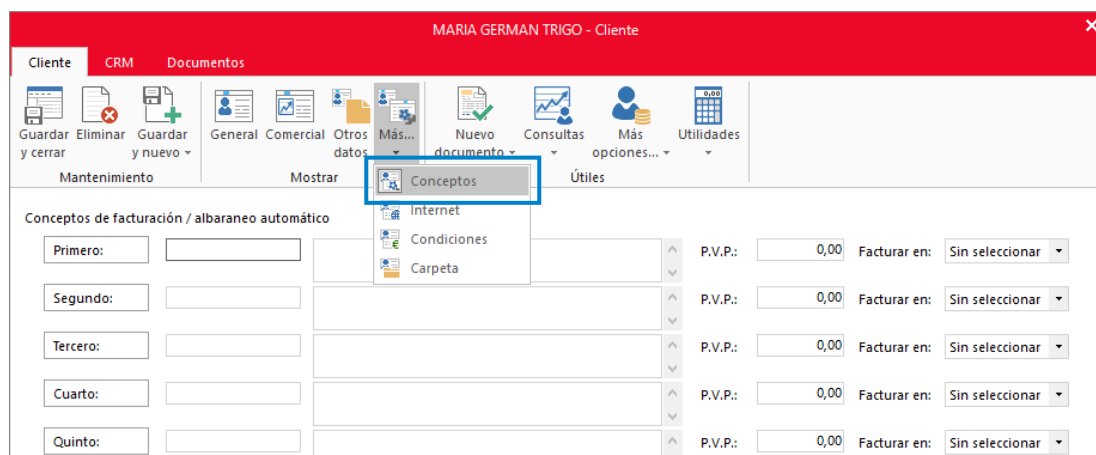 MARIA GERMAN TRIGO - Cliente
Cliente CRM Documentos
Guardar y cerrar
Eliminar
Guardar y nuevo
General
Comercial
Otros datos
Más...
Nuevo documento
Consultas
Más opciones...
Utilidades
Mantenimiento Mostrar Útiles
Conceptos
Internet
Condiciones
Carpeta
Conceptos de facturación / albaraneo automático
Primero: P.V.P.: 0,00 Facturar en: Sin seleccionar
Segundo: P.V.P.: 0,00 Facturar en: Sin seleccionar
Tercero: P.V.P.: 0,00 Facturar en: Sin seleccionar
Cuarto: P.V.P.: 0,00 Facturar en: Sin seleccionar
Quinto: P.V.P.: 0,00 Facturar en: Sin seleccionar